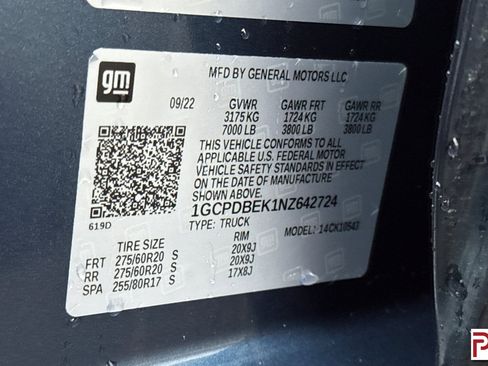 gm
MFD BY GENERAL MOTORS LLC
09/22 GVWR GAWR FRT GAWR RR
3175 KG 1724 KG 1724 KG
7000 LB 3800 LB 3800 LB
THIS VEHICLE CONFORMS TO ALL
APPLICABLE U.S. FEDERAL MOTOR
VEHICLE SAFETY STANDARDS IN
EFFECT ON THE DATE OF MANUFACTURE
SHOWN ABOVE.
1GCPDBEK1NZ642724
619D TYPE: TRUCK MODEL: 14CK10543
TIRE SIZE RIM
FRT 275/60R20 S 20X9J
RR 275/60R20 S 20X9J
SPA 255/80R17 S 17X8J
P